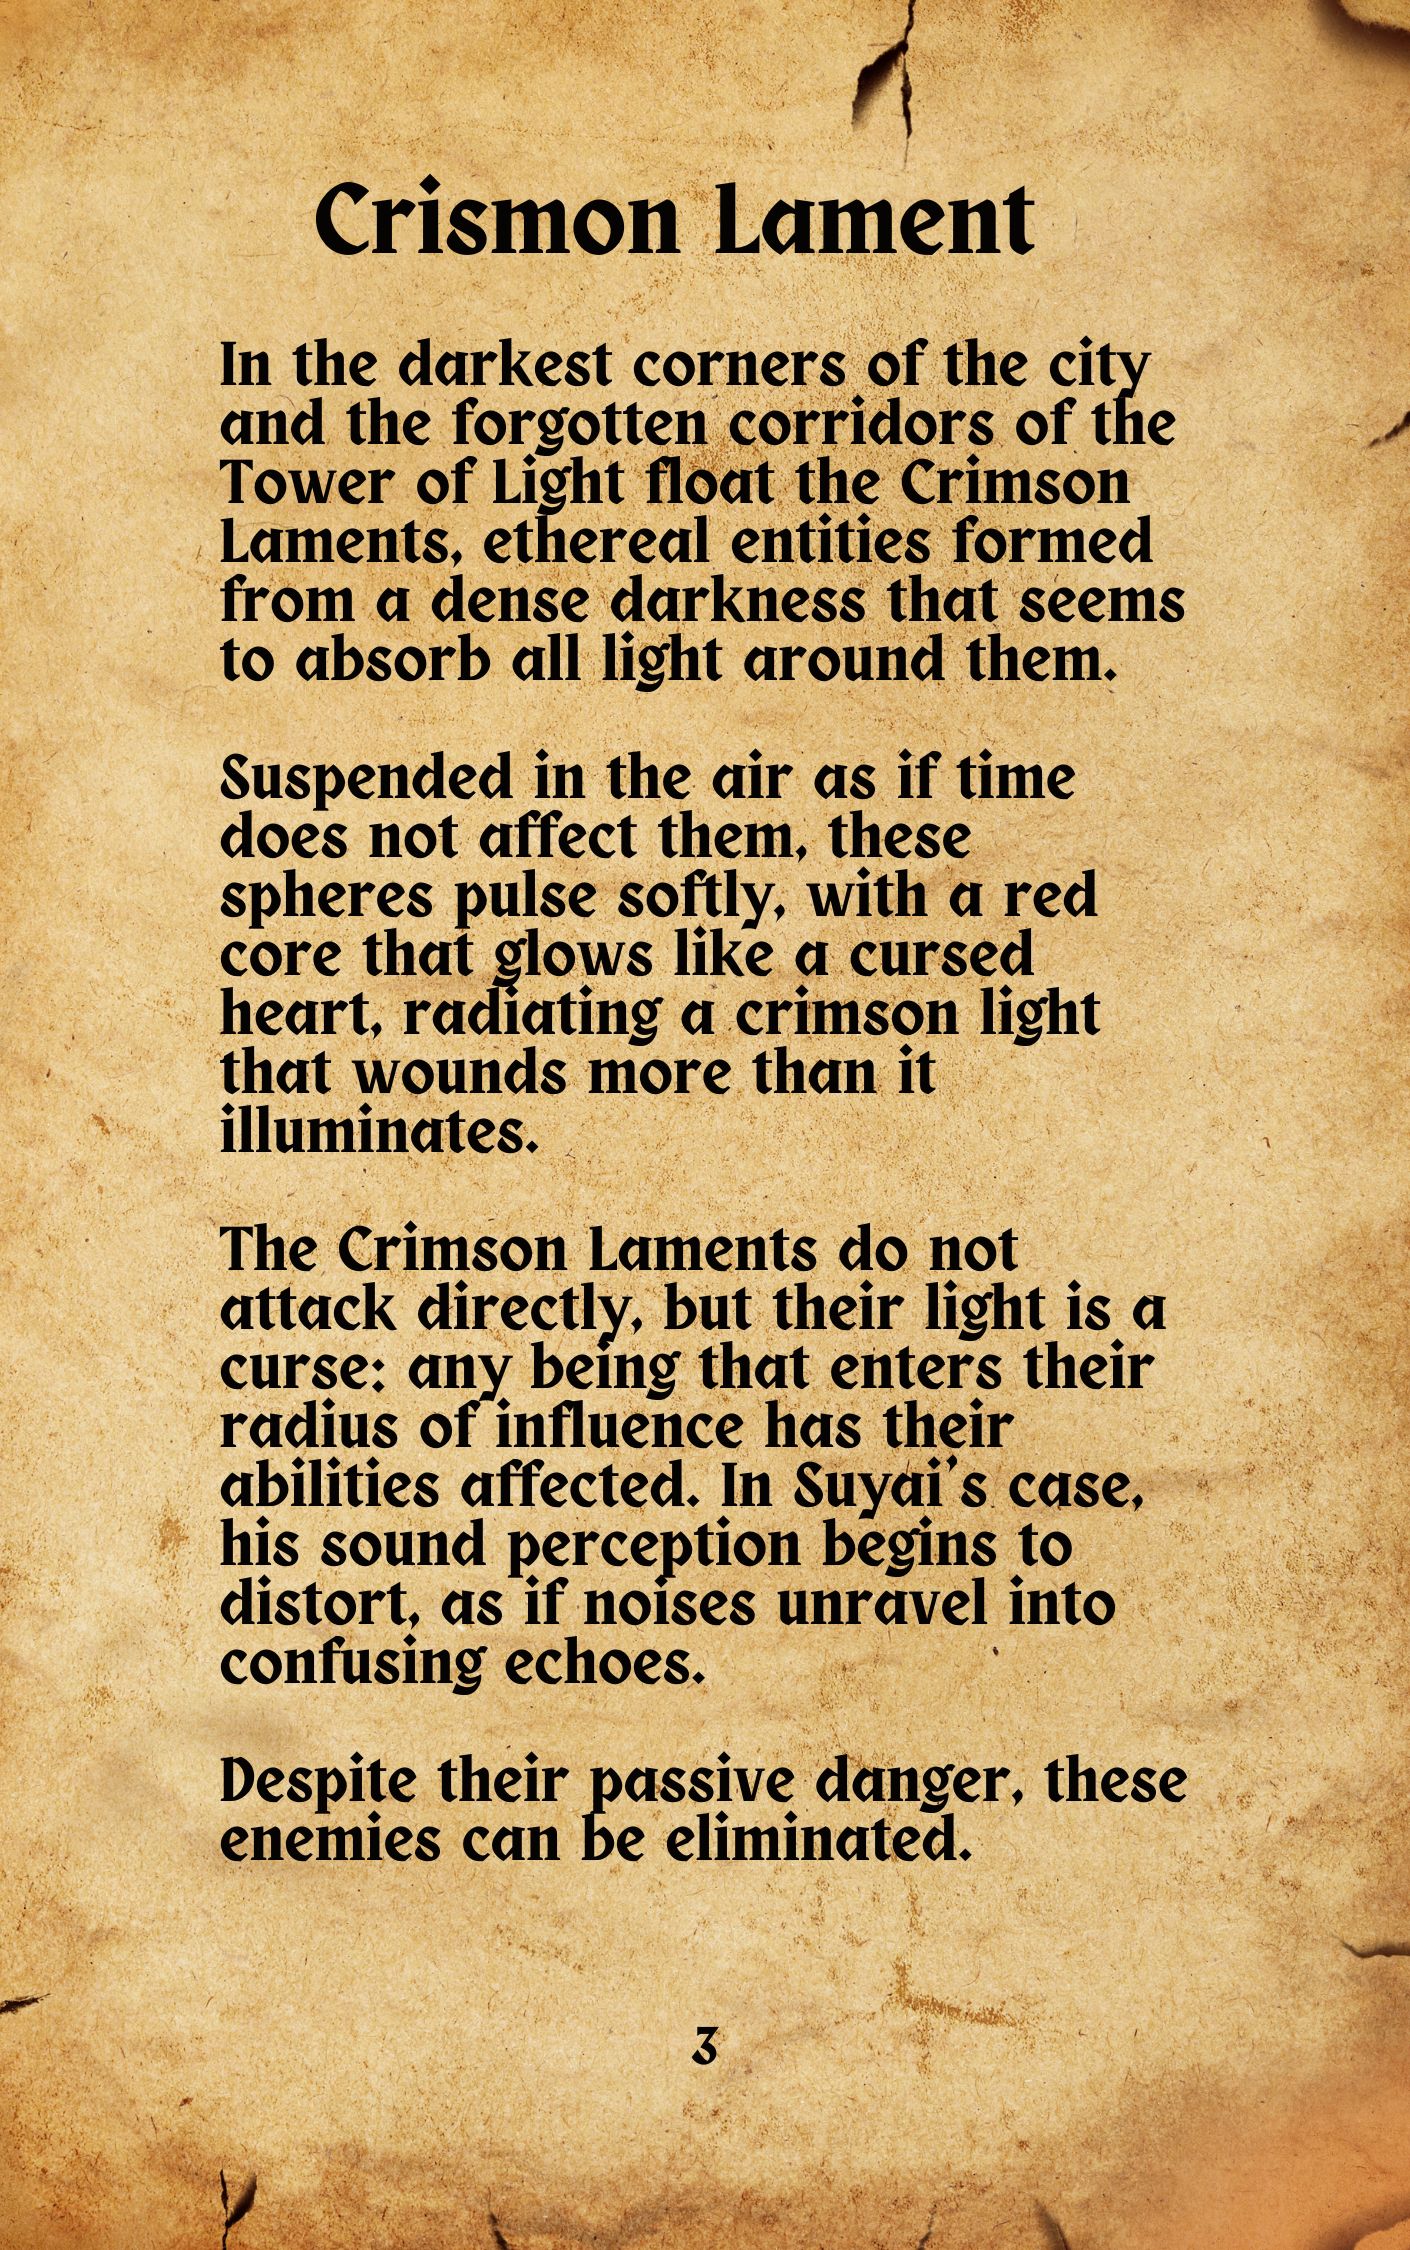 Crismon Lament
In the darkest corners of the city
and the forgotten corridors of the
Tower of Light float the Crimson
Laments, ethereal entities formed
from a dense darkness that seems
to absorb all light around them.
Suspended in the air as if time
does not affect them, these
spheres pulse softly, with a red
core that glows like a cursed
heart, radiating a crimson light
that wounds more than it
illuminates.
The Crimson Laments do not
attack directly, but their light is a
curse: any being that enters their
radius of influence has their
abilities affected. In Suyai's case,
his sound perception begins to
distort, as if noises unravel into
confusing echoes.
Despite their passive danger, these
enemies can be eliminated.
3